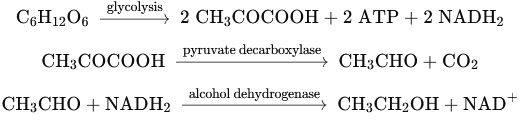 C₆H₁₂O₆ —glycolysis→ 2 CH₃COCOOH + 2 ATP + 2 NADH₂
CH₃COCOOH —pyruvate decarboxylase→ CH₃CHO + CO₂
CH₃CHO + NADH₂ —alcohol dehydrogenase→ CH₃CH₂OH + NAD⁺